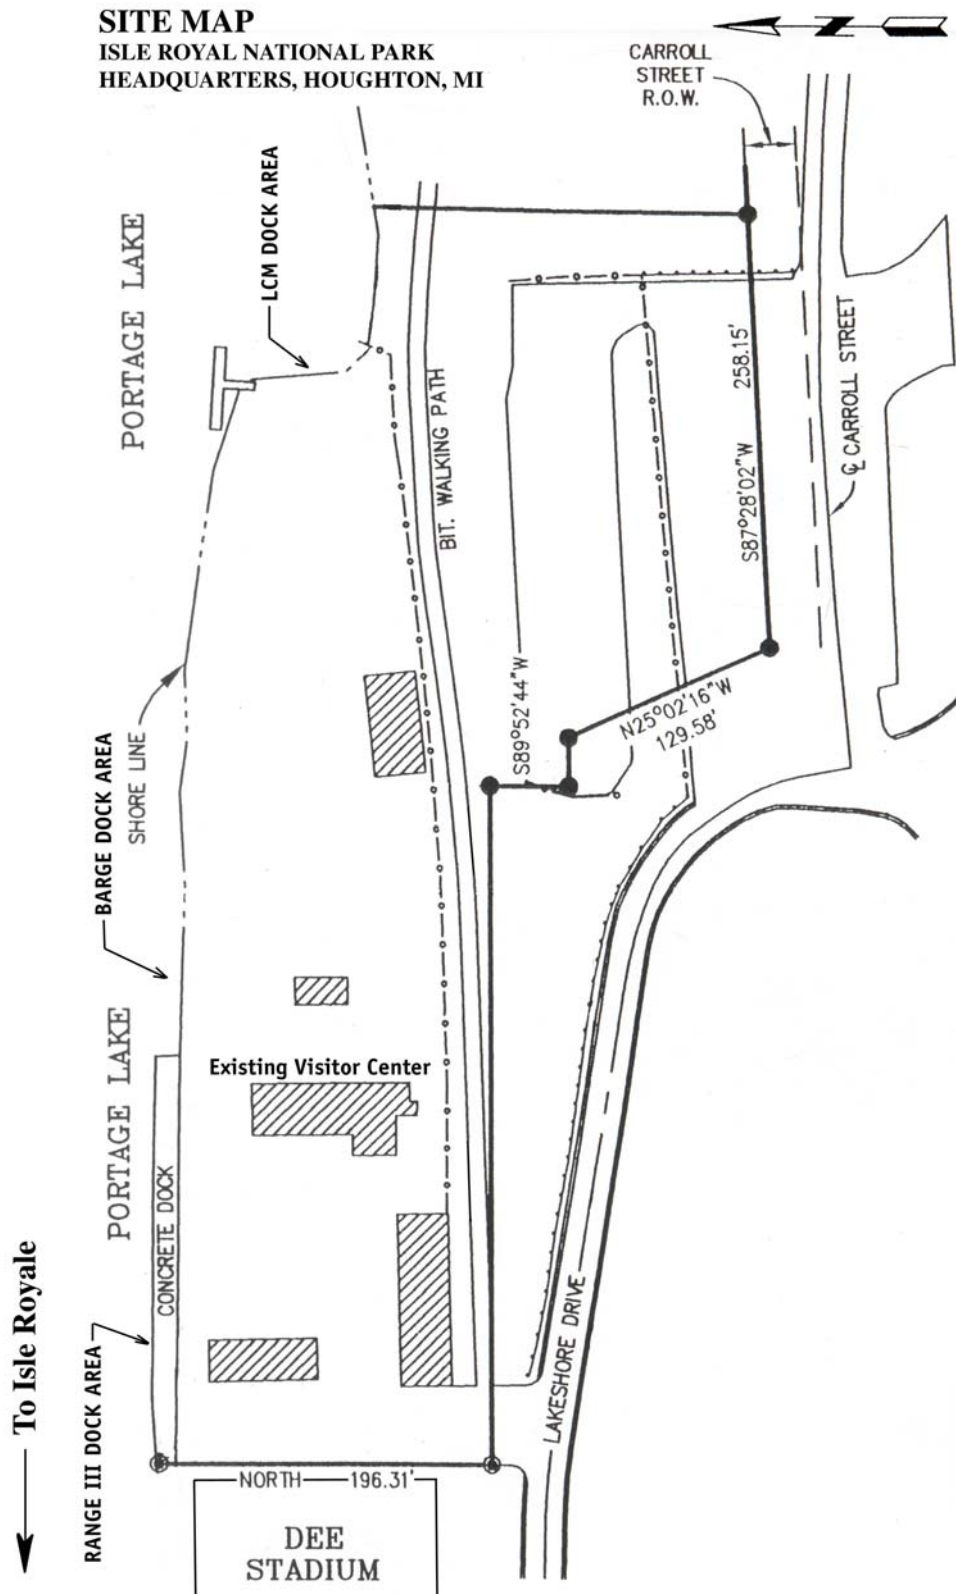 SITE MAP
ISLE ROYAL NATIONAL PARK
HEADQUARTERS, HOUGHTON, MI
N
CARROLL
STREET
R.O.W.
LCM DOCK AREA
PORTAGE LAKE
258.15'
S87°28'02"W
℄ CARROLL STREET
BIT. WALKING PATH
S89°52'44"W
N25°02'16"W
129.58'
SHORE LINE
BARGE DOCK AREA
PORTAGE LAKE
Existing Visitor Center
CONCRETE DOCK
To Isle Royale
RANGE III DOCK AREA
LAKESHORE DRIVE
NORTH 196.31'
DEE
STADIUM